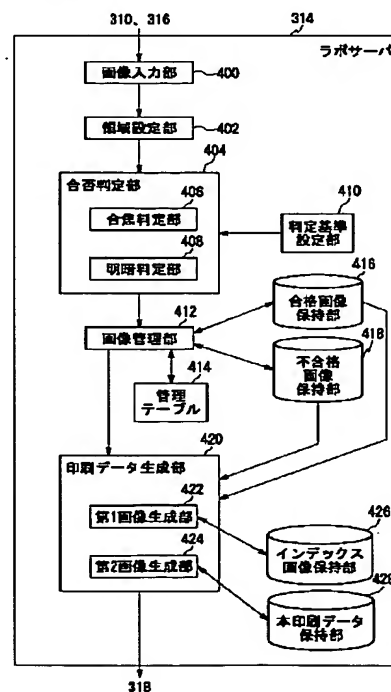 310、316
314
ラボサーバ
画像入力部
400
領域設定部
402
404
合否判定部
406
合焦判定部
408
明暗判定部
410
判定基準
設定部
412
画像管理部
416
合格画像
保持部
418
不合格
画像
保持部
414
管理
テーブル
420
印刷データ生成部
422
第1画像生成部
424
第2画像生成部
426
インデックス
画像保持部
428
本印刷データ
保持部
318